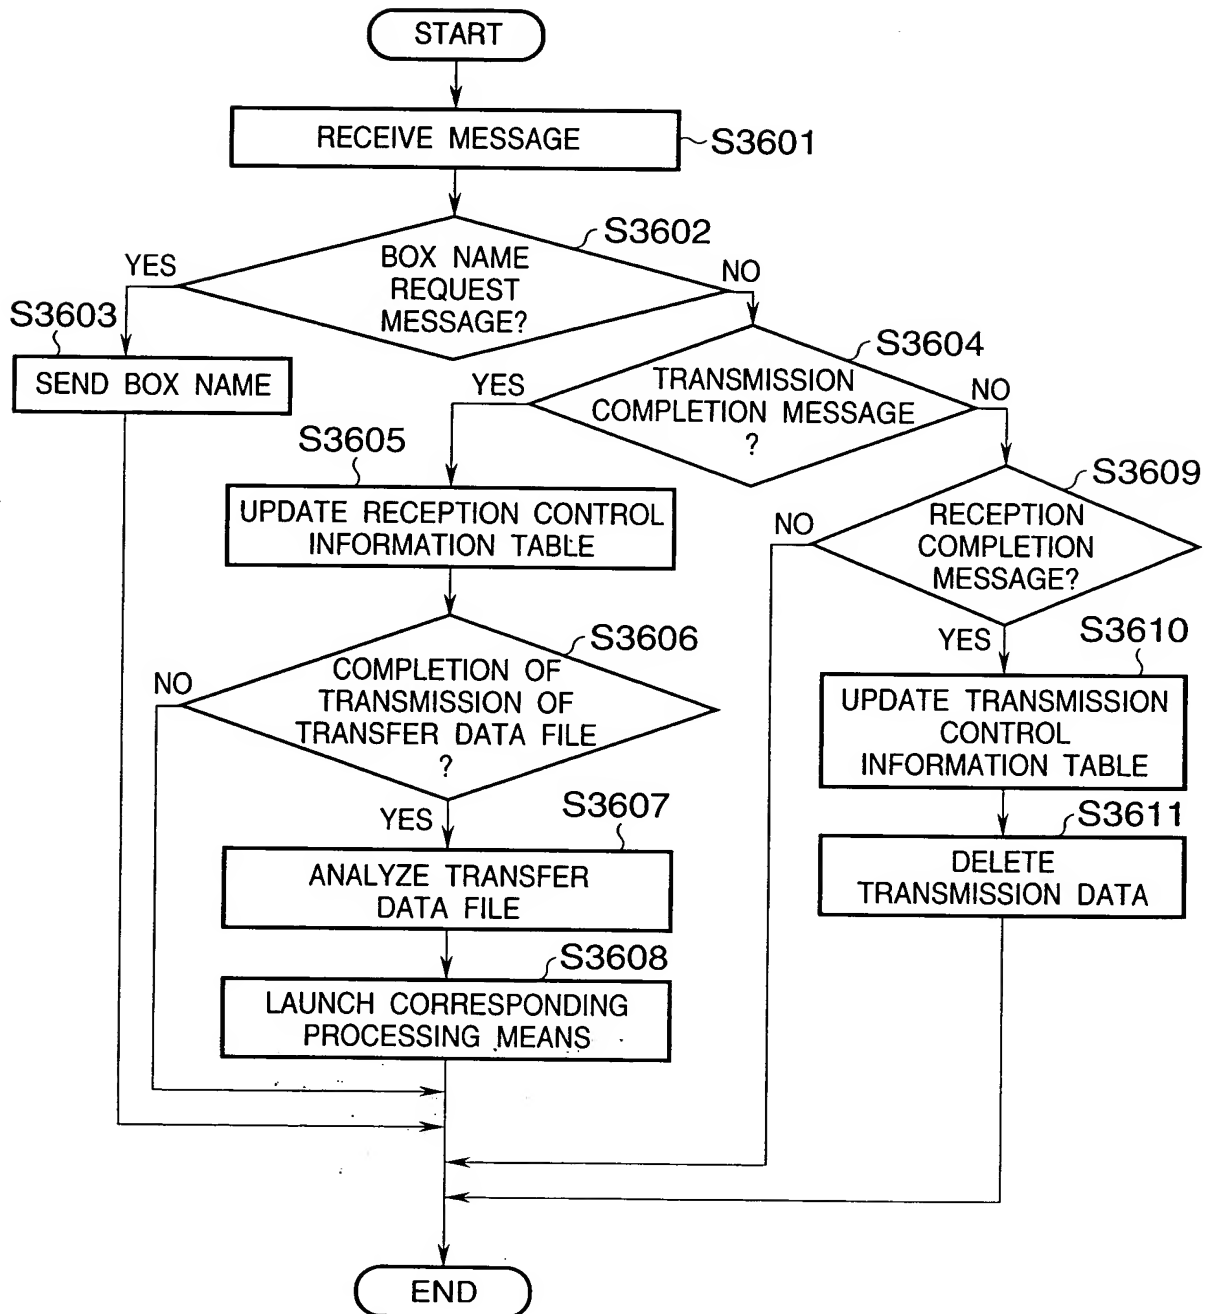 START
RECEIVE MESSAGE
S3601
S3602
YES
BOX NAME
REQUEST
MESSAGE?
NO
S3603
SEND BOX NAME
S3604
YES
TRANSMISSION
COMPLETION MESSAGE
?
NO
S3605
UPDATE RECEPTION CONTROL
INFORMATION TABLE
S3609
NO
RECEPTION
COMPLETION
MESSAGE?
YES
S3606
NO
COMPLETION OF
TRANSMISSION OF
TRANSFER DATA FILE
?
YES
S3610
UPDATE TRANSMISSION
CONTROL
INFORMATION TABLE
S3607
ANALYZE TRANSFER
DATA FILE
S3611
DELETE
TRANSMISSION DATA
S3608
LAUNCH CORRESPONDING
PROCESSING MEANS
END